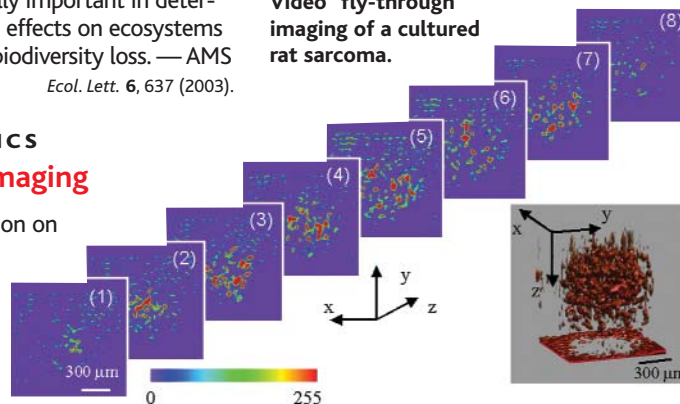 lly important in deter-
effects on ecosystems
biodiversity loss. — AMS
Ecol. Lett. 6, 637 (2003).
ICS
maging
on on
Video "fly-through
imaging of a cultured
rat sarcoma.
(1)
(2)
(3)
(4)
(5)
(6)
(7)
(8)
300 µm
0 255
y
x
z
x
y
z
300 µm